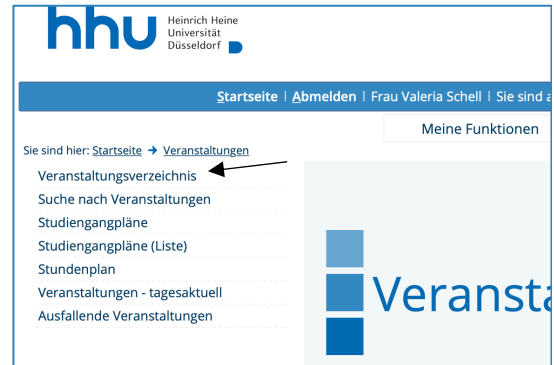 hhu Heinrich Heine
Universität
Düsseldorf
Startseite | Abmelden | Frau Valeria Schell | Sie sind a
Meine Funktionen
Sie sind hier: Startseite → Veranstaltungen
Veranstaltungsverzeichnis
Suche nach Veranstaltungen
Studiengangpläne
Studiengangpläne (Liste)
Stundenplan
Veranstaltungen - tagesaktuell
Ausfallende Veranstaltungen
Veransta